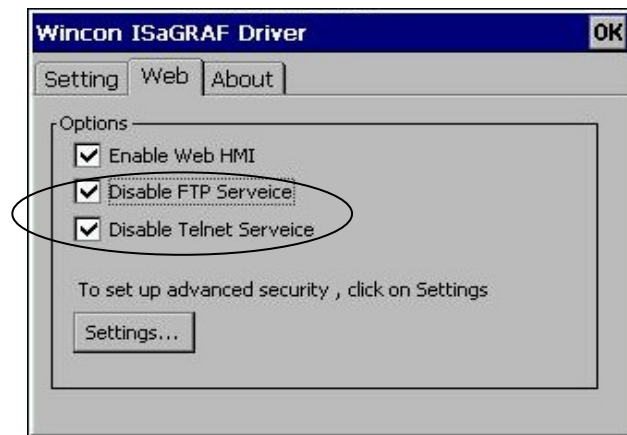 Wincon ISaGRAF Driver OK
Setting Web About
Options
Enable Web HMI
Disable FTP Serveice
Disable Telnet Serveice
To set up advanced security , click on Settings
Settings...